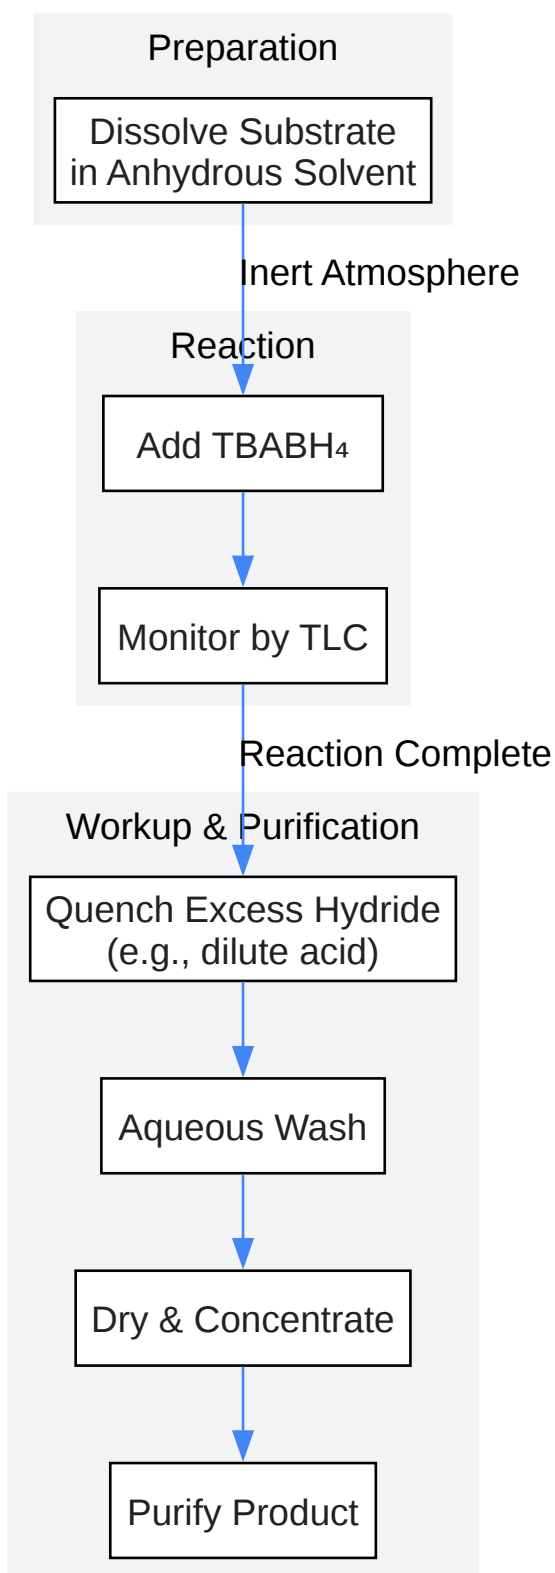 Preparation
Dissolve Substrate
in Anhydrous Solvent
Inert Atmosphere
Reaction
Add TBABH₄
Monitor by TLC
Reaction Complete
Workup & Purification
Quench Excess Hydride
(e.g., dilute acid)
Aqueous Wash
Dry & Concentrate
Purify Product